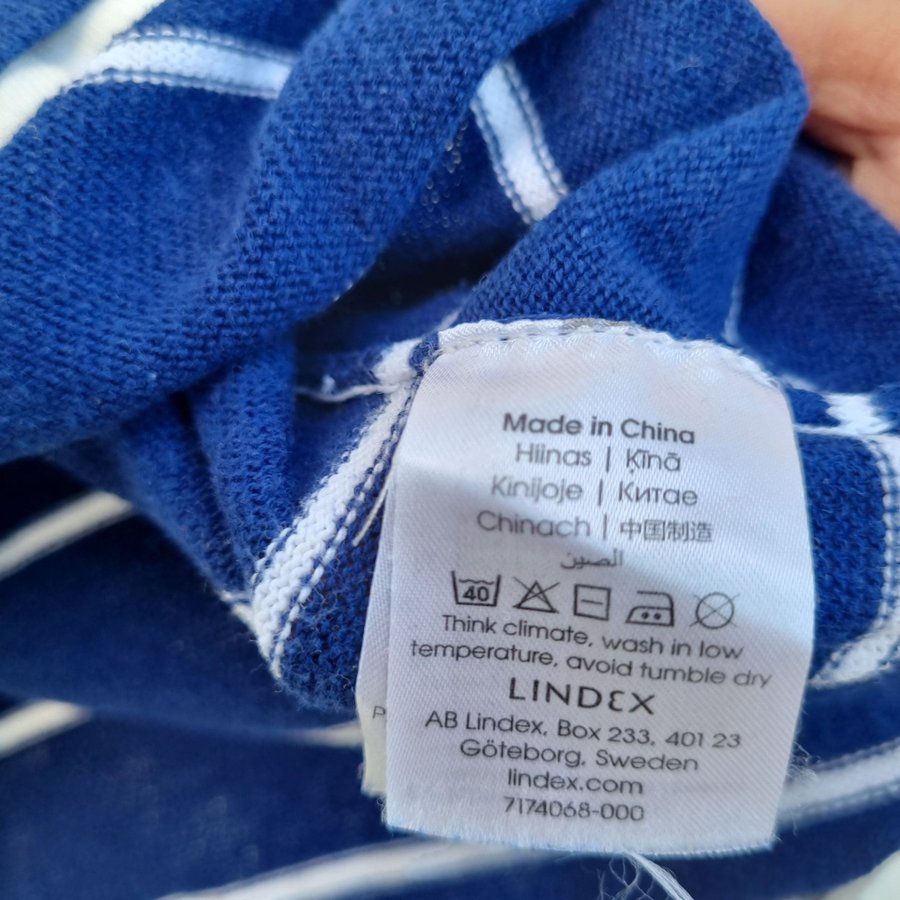 Made in China
Hiinas | Ķīnā
Kinijoje | Китае
Chinach | 中国制造
الصين
40
Think climate, wash in low
temperature, avoid tumble dry
LINDEX
AB Lindex, Box 233, 401 23
Göteborg, Sweden
lindex.com
7174068-000
P